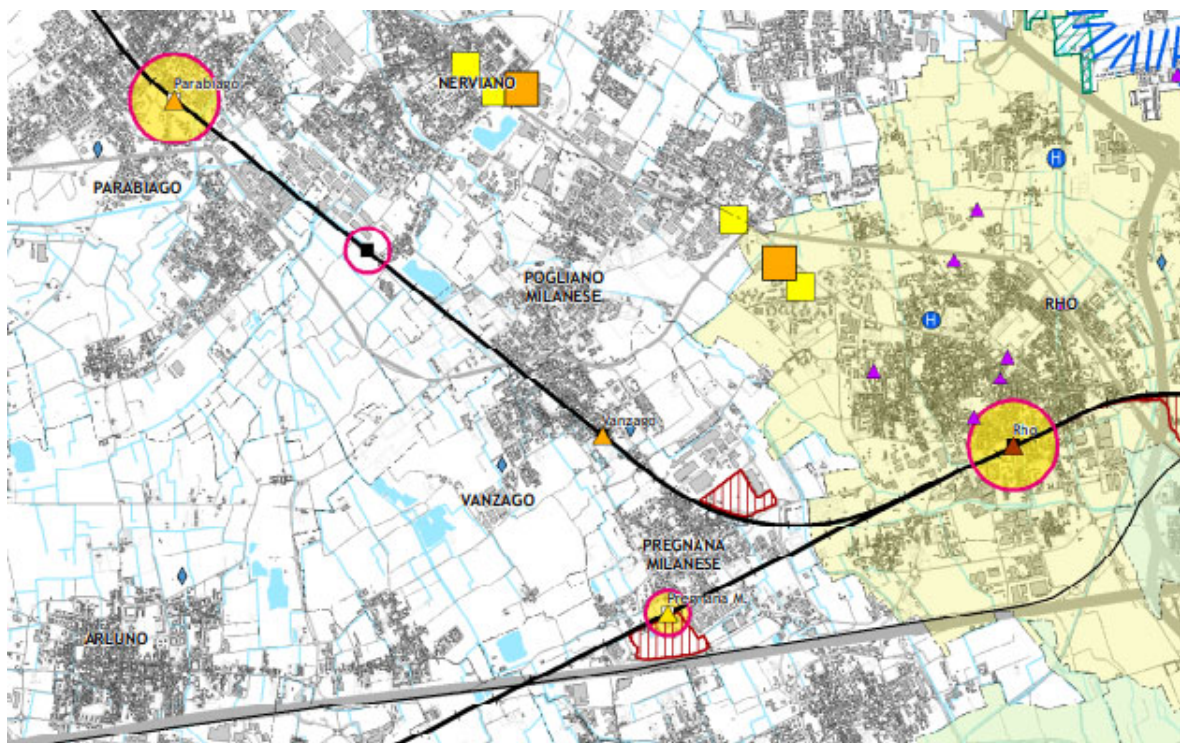 Parabiago
NERVIANO
H
PARABIAGO
POGLIANO
MILANESE
RHO
H
vanzago
Rho
VANZAGO
PREGNANA
MILANESE
Pregnana M.
ARLUNO